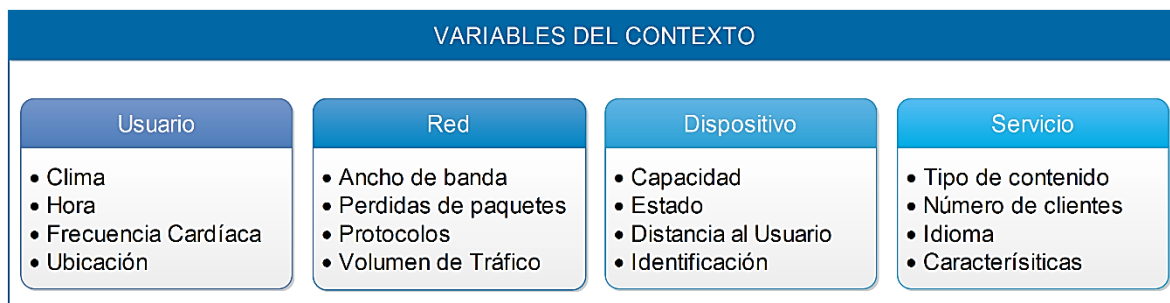 VARIABLES DEL CONTEXTO
Usuario
• Clima
• Hora
• Frecuencia Cardíaca
• Ubicación
Red
• Ancho de banda
• Perdidas de paquetes
• Protocolos
• Volumen de Tráfico
Dispositivo
• Capacidad
• Estado
• Distancia al Usuario
• Identificación
Servicio
• Tipo de contenido
• Número de clientes
• Idioma
• Caracterísiticas